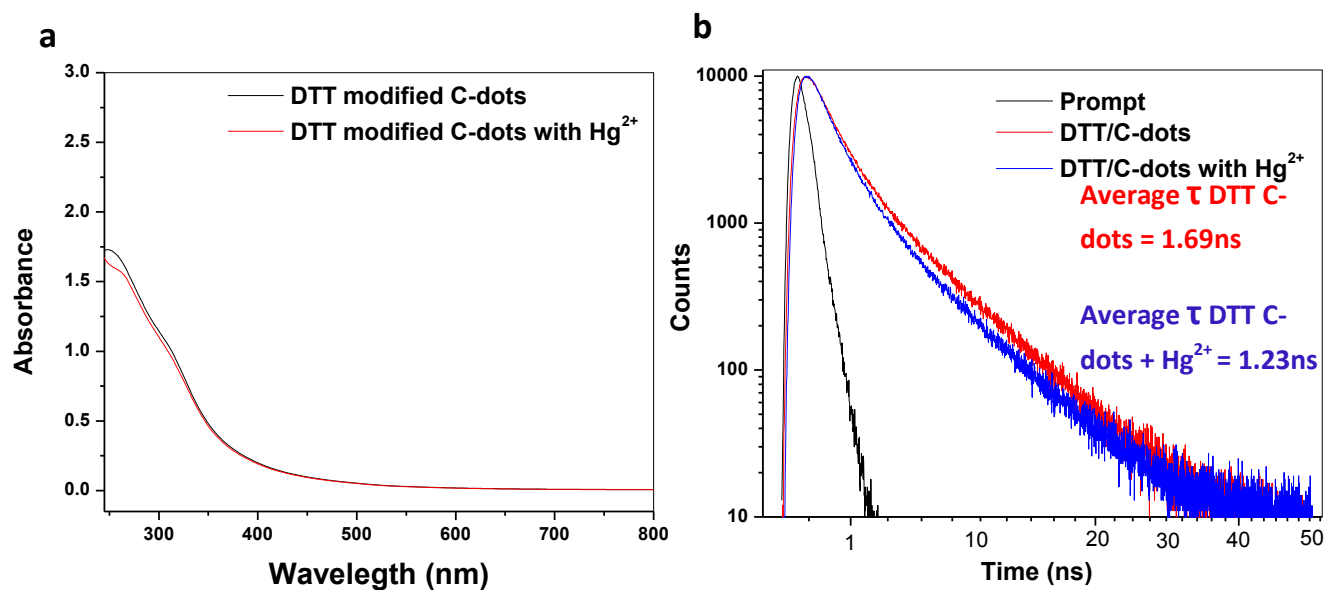 a
3.0
2.5
2.0
1.5
1.0
0.5
0.0
Absorbance
DTT modified C-dots
DTT modified C-dots with Hg²⁺
300 400 500 600 700 800
Wavelegth (nm)
b
10000
1000
100
10
Counts
Prompt
DTT/C-dots
DTT/C-dots with Hg²⁺
Average τ DTT C-
dots = 1.69ns
Average τ DTT C-
dots + Hg²⁺ = 1.23ns
1 10 20 30 40 50
Time (ns)